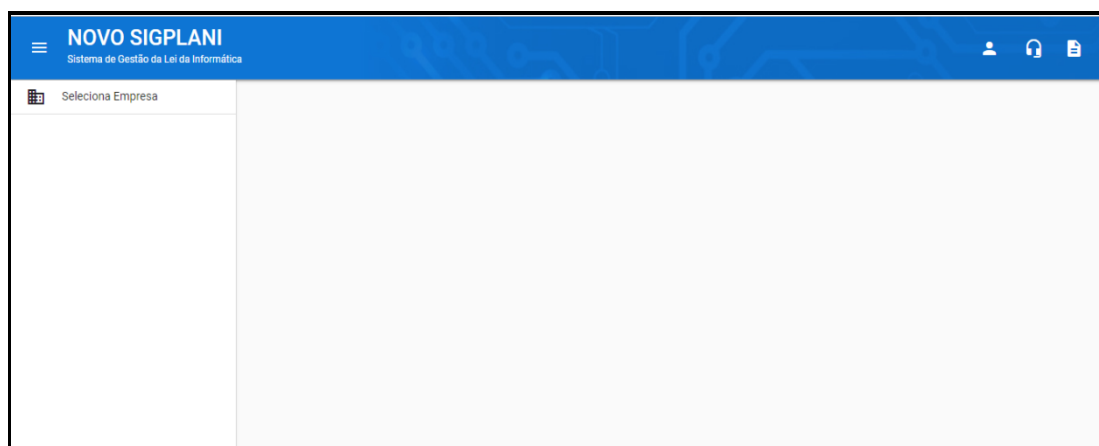 NOVO SIGPLANI
Sistema de Gestão da Lei da Informática
Seleciona Empresa